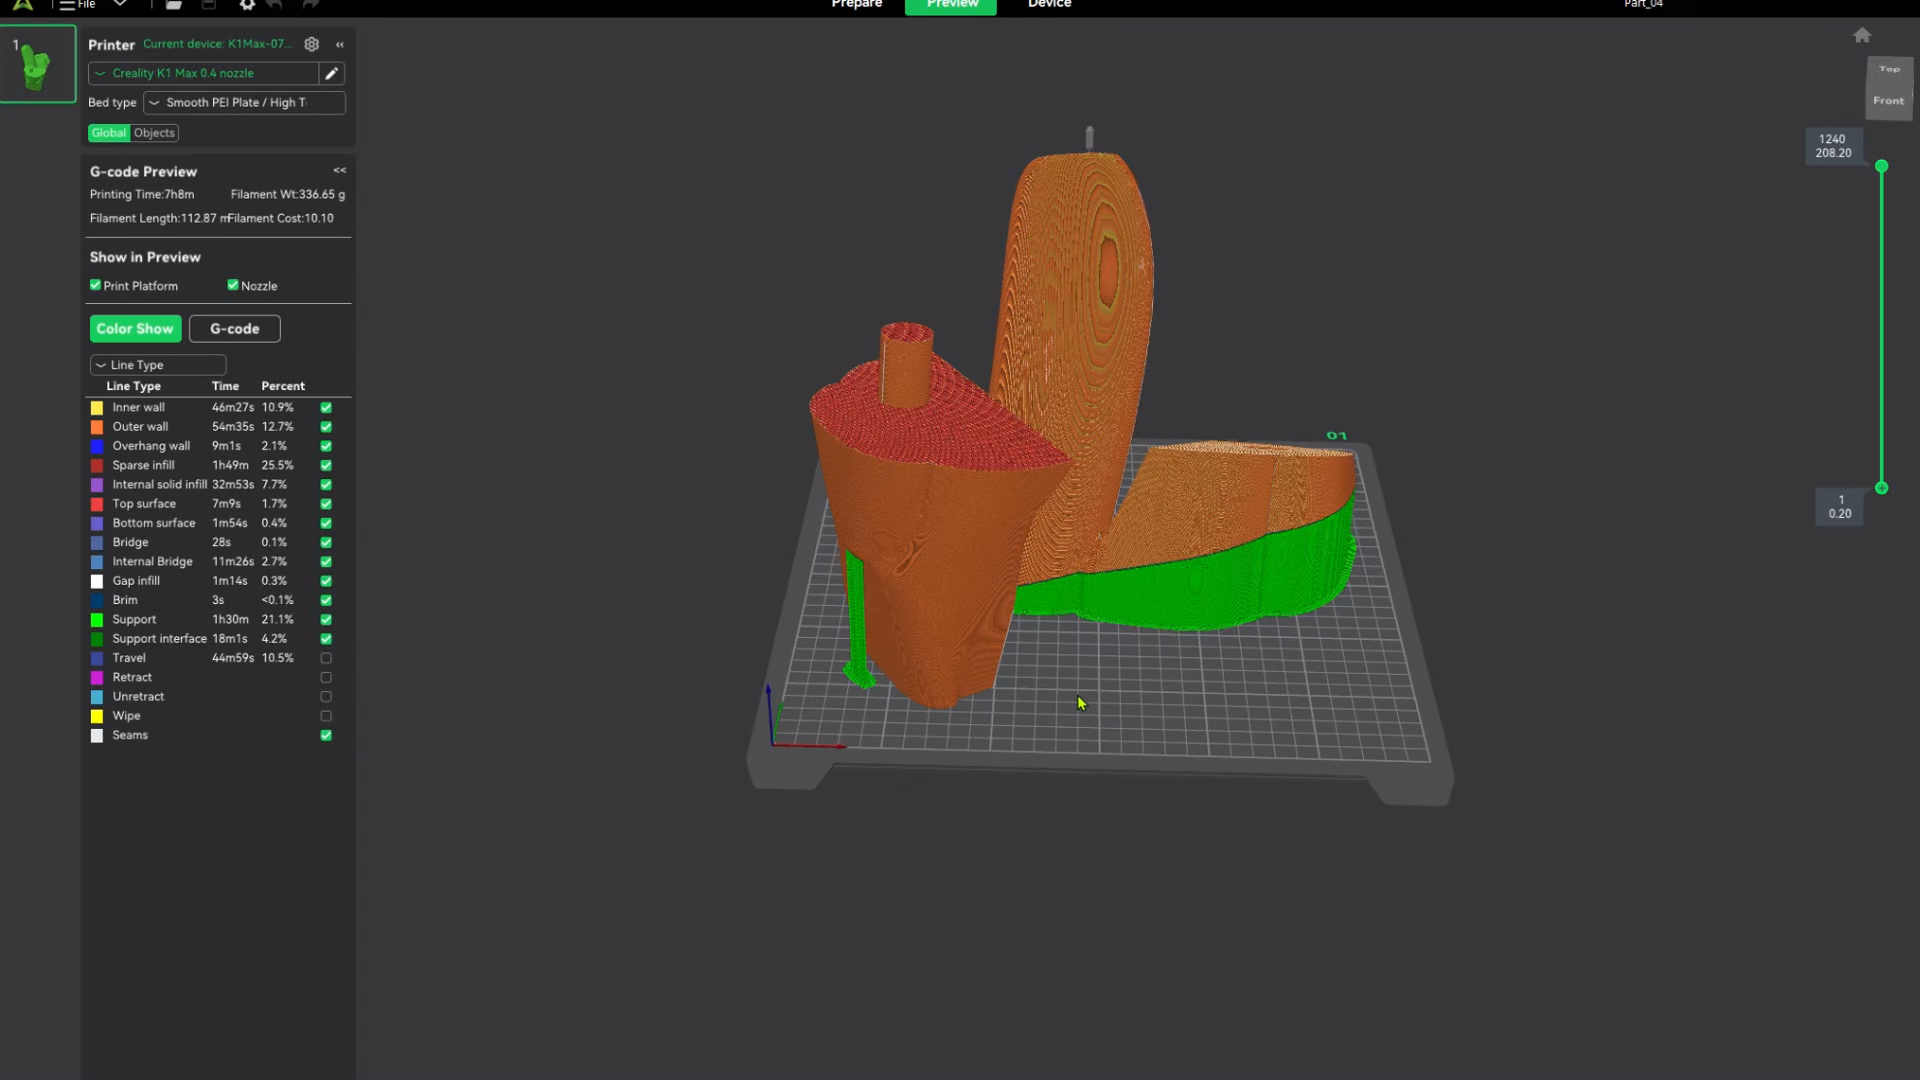 File
Prepare
Preview
Device
Part_04
1
Printer
Current device: K1Max-07...
«
Creality K1 Max 0.4 nozzle
Bed type
Smooth PEI Plate / High T
Global
Objects
G-code Preview
<<
Printing Time:7h8m
Filament Wt:336.65 g
Filament Length:112.87 m
Filament Cost:10.10
Show in Preview
Print Platform
Nozzle
Color Show
G-code
Line Type
Line Type Time Percent
Inner wall 46m27s 10.9%
Outer wall 54m35s 12.7%
Overhang wall 9m1s 2.1%
Sparse infill 1h49m 25.5%
Internal solid infill 32m53s 7.7%
Top surface 7m9s 1.7%
Bottom surface 1m54s 0.4%
Bridge 28s 0.1%
Internal Bridge 11m26s 2.7%
Gap infill 1m14s 0.3%
Brim 3s <0.1%
Support 1h30m 21.1%
Support interface 18m1s 4.2%
Travel 44m59s 10.5%
Retract
Unretract
Wipe
Seams
01
Top
Front
1240
208.20
1
0.20